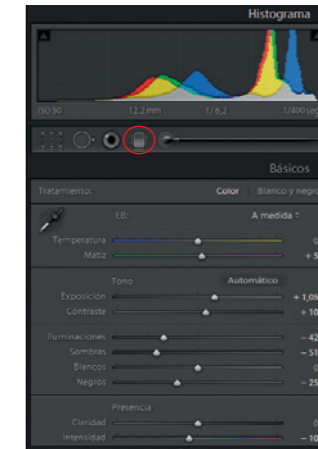 Histograma
ISO 50 12.2 mm f / 6,2 1/400 seg
Básicos
Tratamiento: Color Blanco y negro
EB: A medida
Temperatura 0
Matiz + 5
Tono Automático
Exposición + 1,05
Contraste + 10
Iluminaciones – 42
Sombras – 51
Blancos 0
Negros – 25
Presencia
Claridad 0
Intensidad – 10